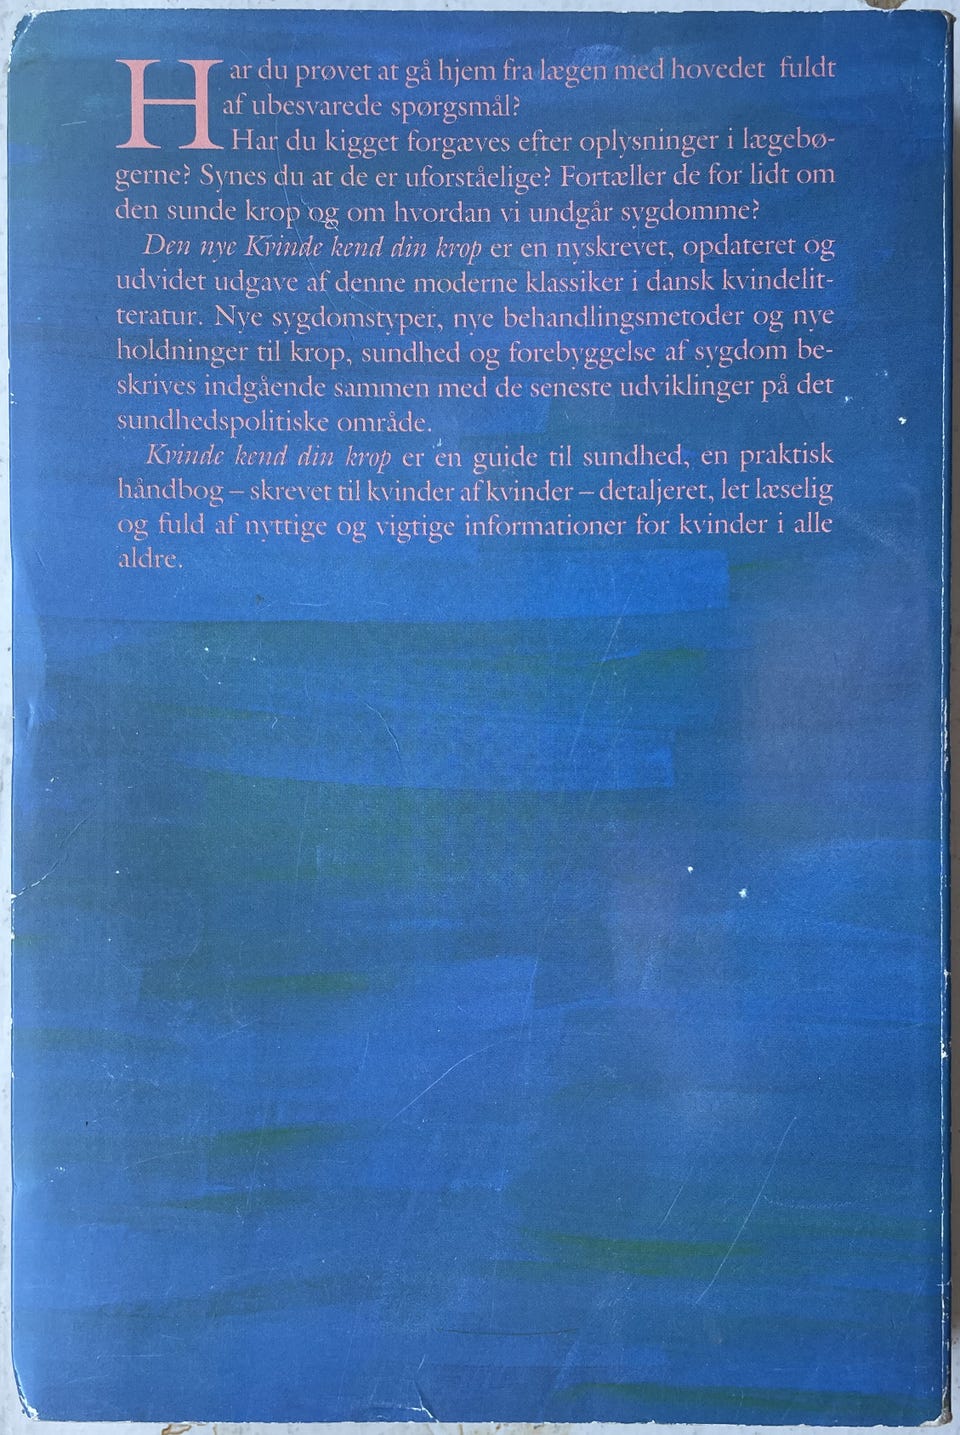 Har du prøvet at gå hjem fra lægen med hovedet fuldt
af ubesvarede spørgsmål?
Har du kigget forgæves efter oplysninger i lægebø-
gerne? Synes du at de er uforståelige? Fortæller de for lidt om
den sunde krop og om hvordan vi undgår sygdomme?
Den nye Kvinde kend din krop er en nyskrevet, opdateret og
udvidet udgave af denne moderne klassiker i dansk kvindelit-
teratur. Nye sygdomstyper, nye behandlingsmetoder og nye
holdninger til krop, sundhed og forebyggelse af sygdom be-
skrives indgående sammen med de seneste udviklinger på det
sundhedspolitiske område.
Kvinde kend din krop er en guide til sundhed, en praktisk
håndbog – skrevet til kvinder af kvinder – detaljeret, let læselig
og fuld af nyttige og vigtige informationer for kvinder i alle
aldre.